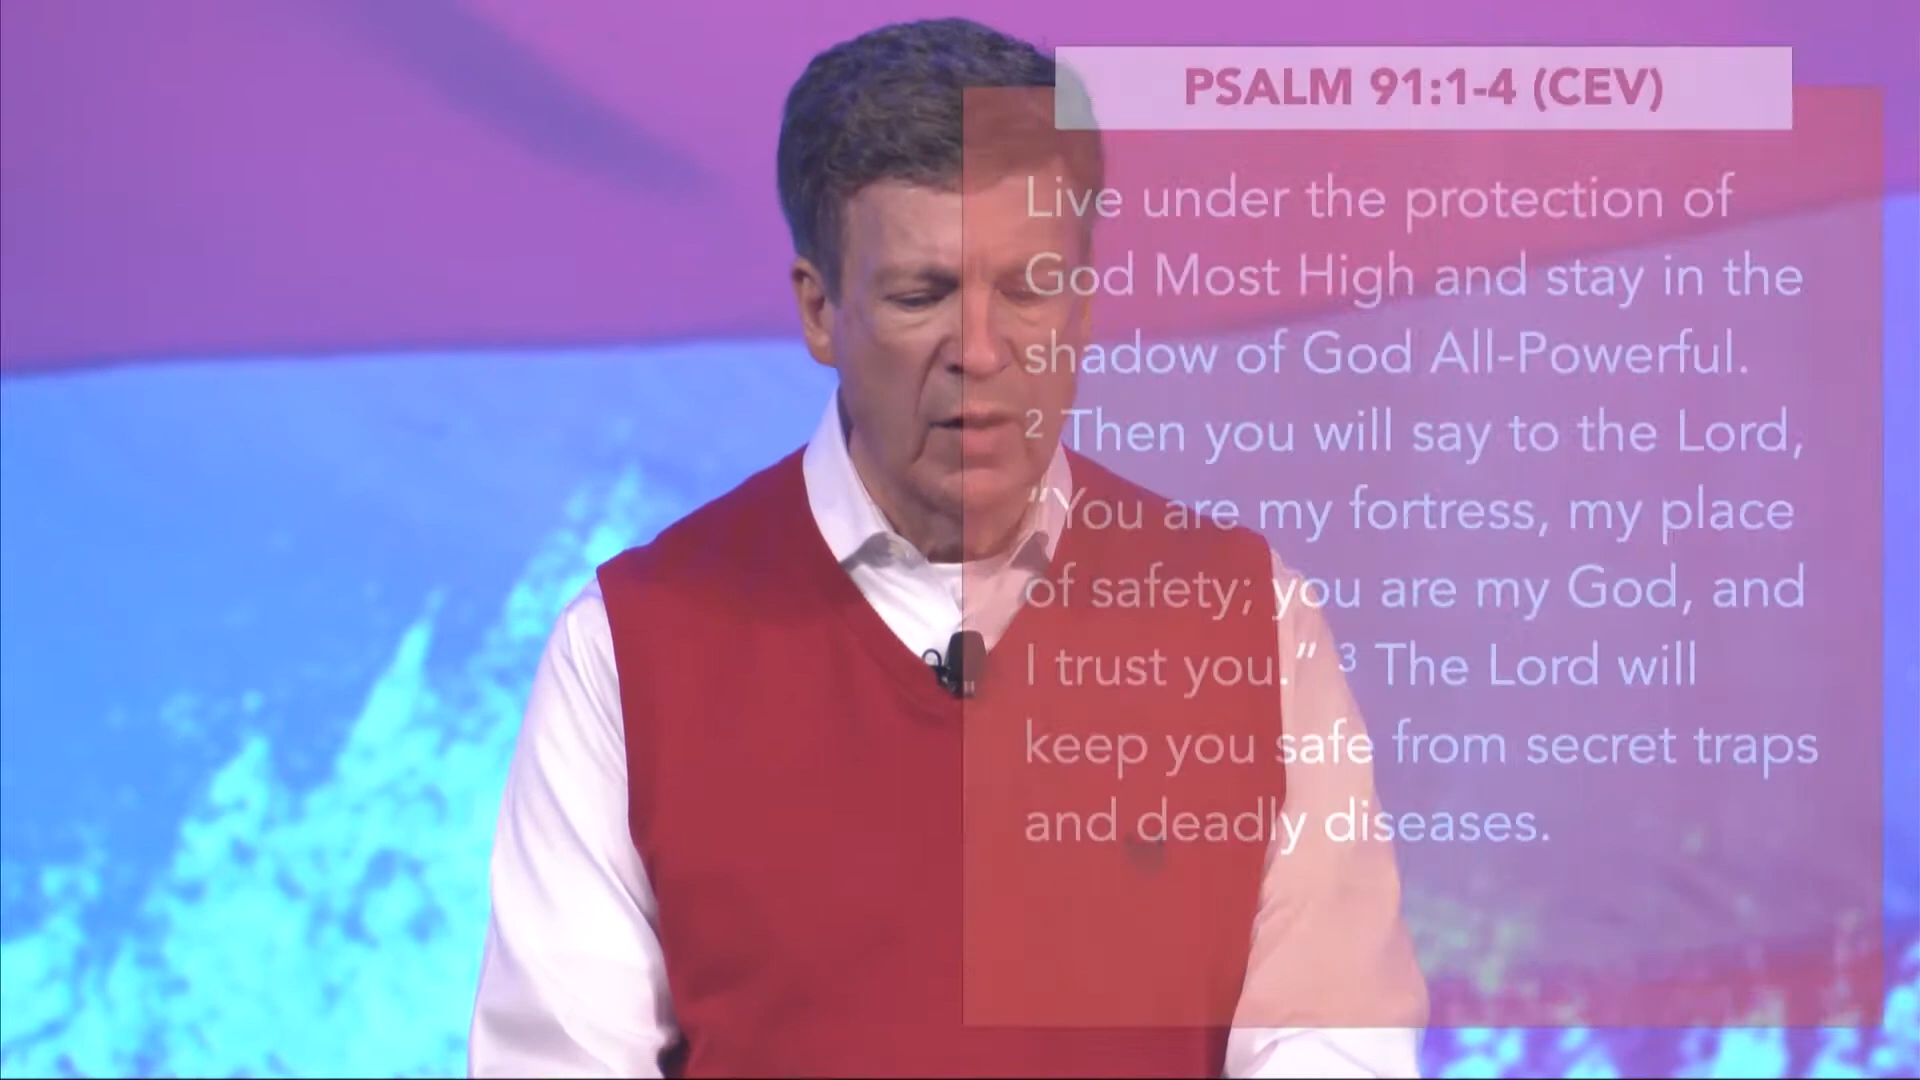 PSALM 91:1-4 (CEV)
Live under the protection of
God Most High and stay in the
shadow of God All-Powerful.
2 Then you will say to the Lord,
“You are my fortress, my place
of safety; you are my God, and
I trust you.” 3 The Lord will
keep you safe from secret traps
and deadly diseases.